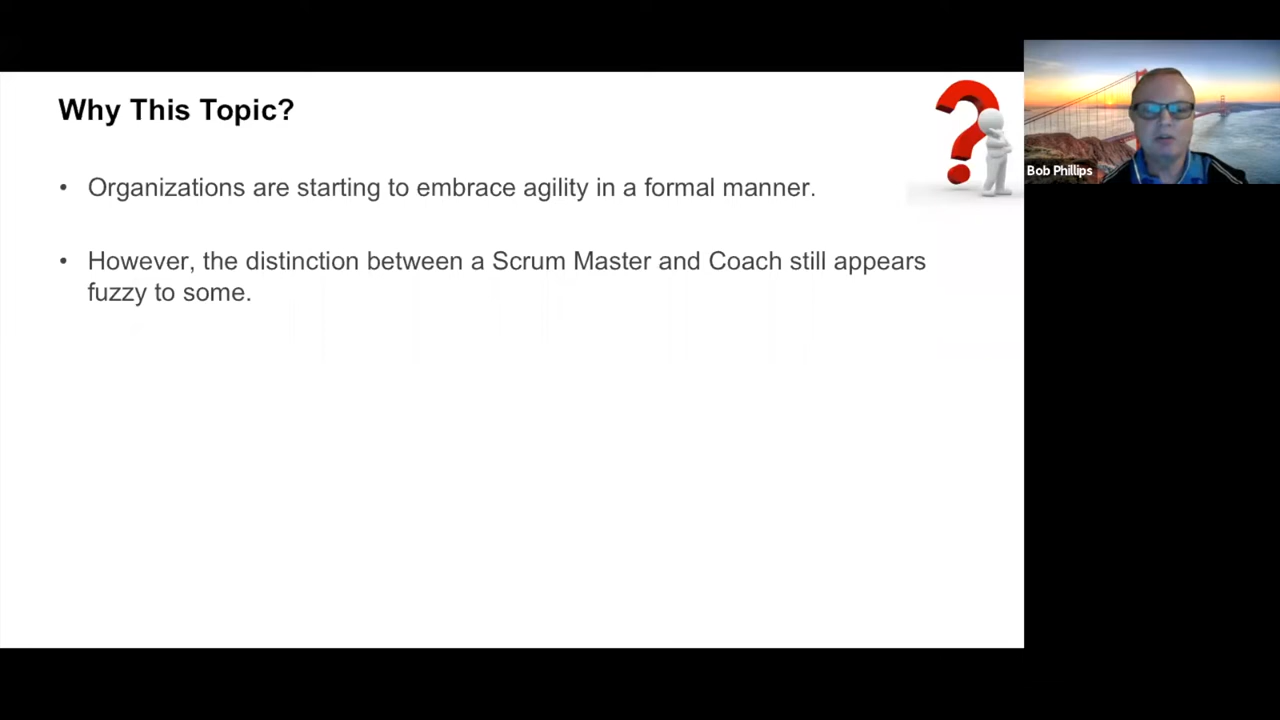 Why This Topic?
• Organizations are starting to embrace agility in a formal manner.
• However, the distinction between a Scrum Master and Coach still appears
fuzzy to some.
Bob Phillips